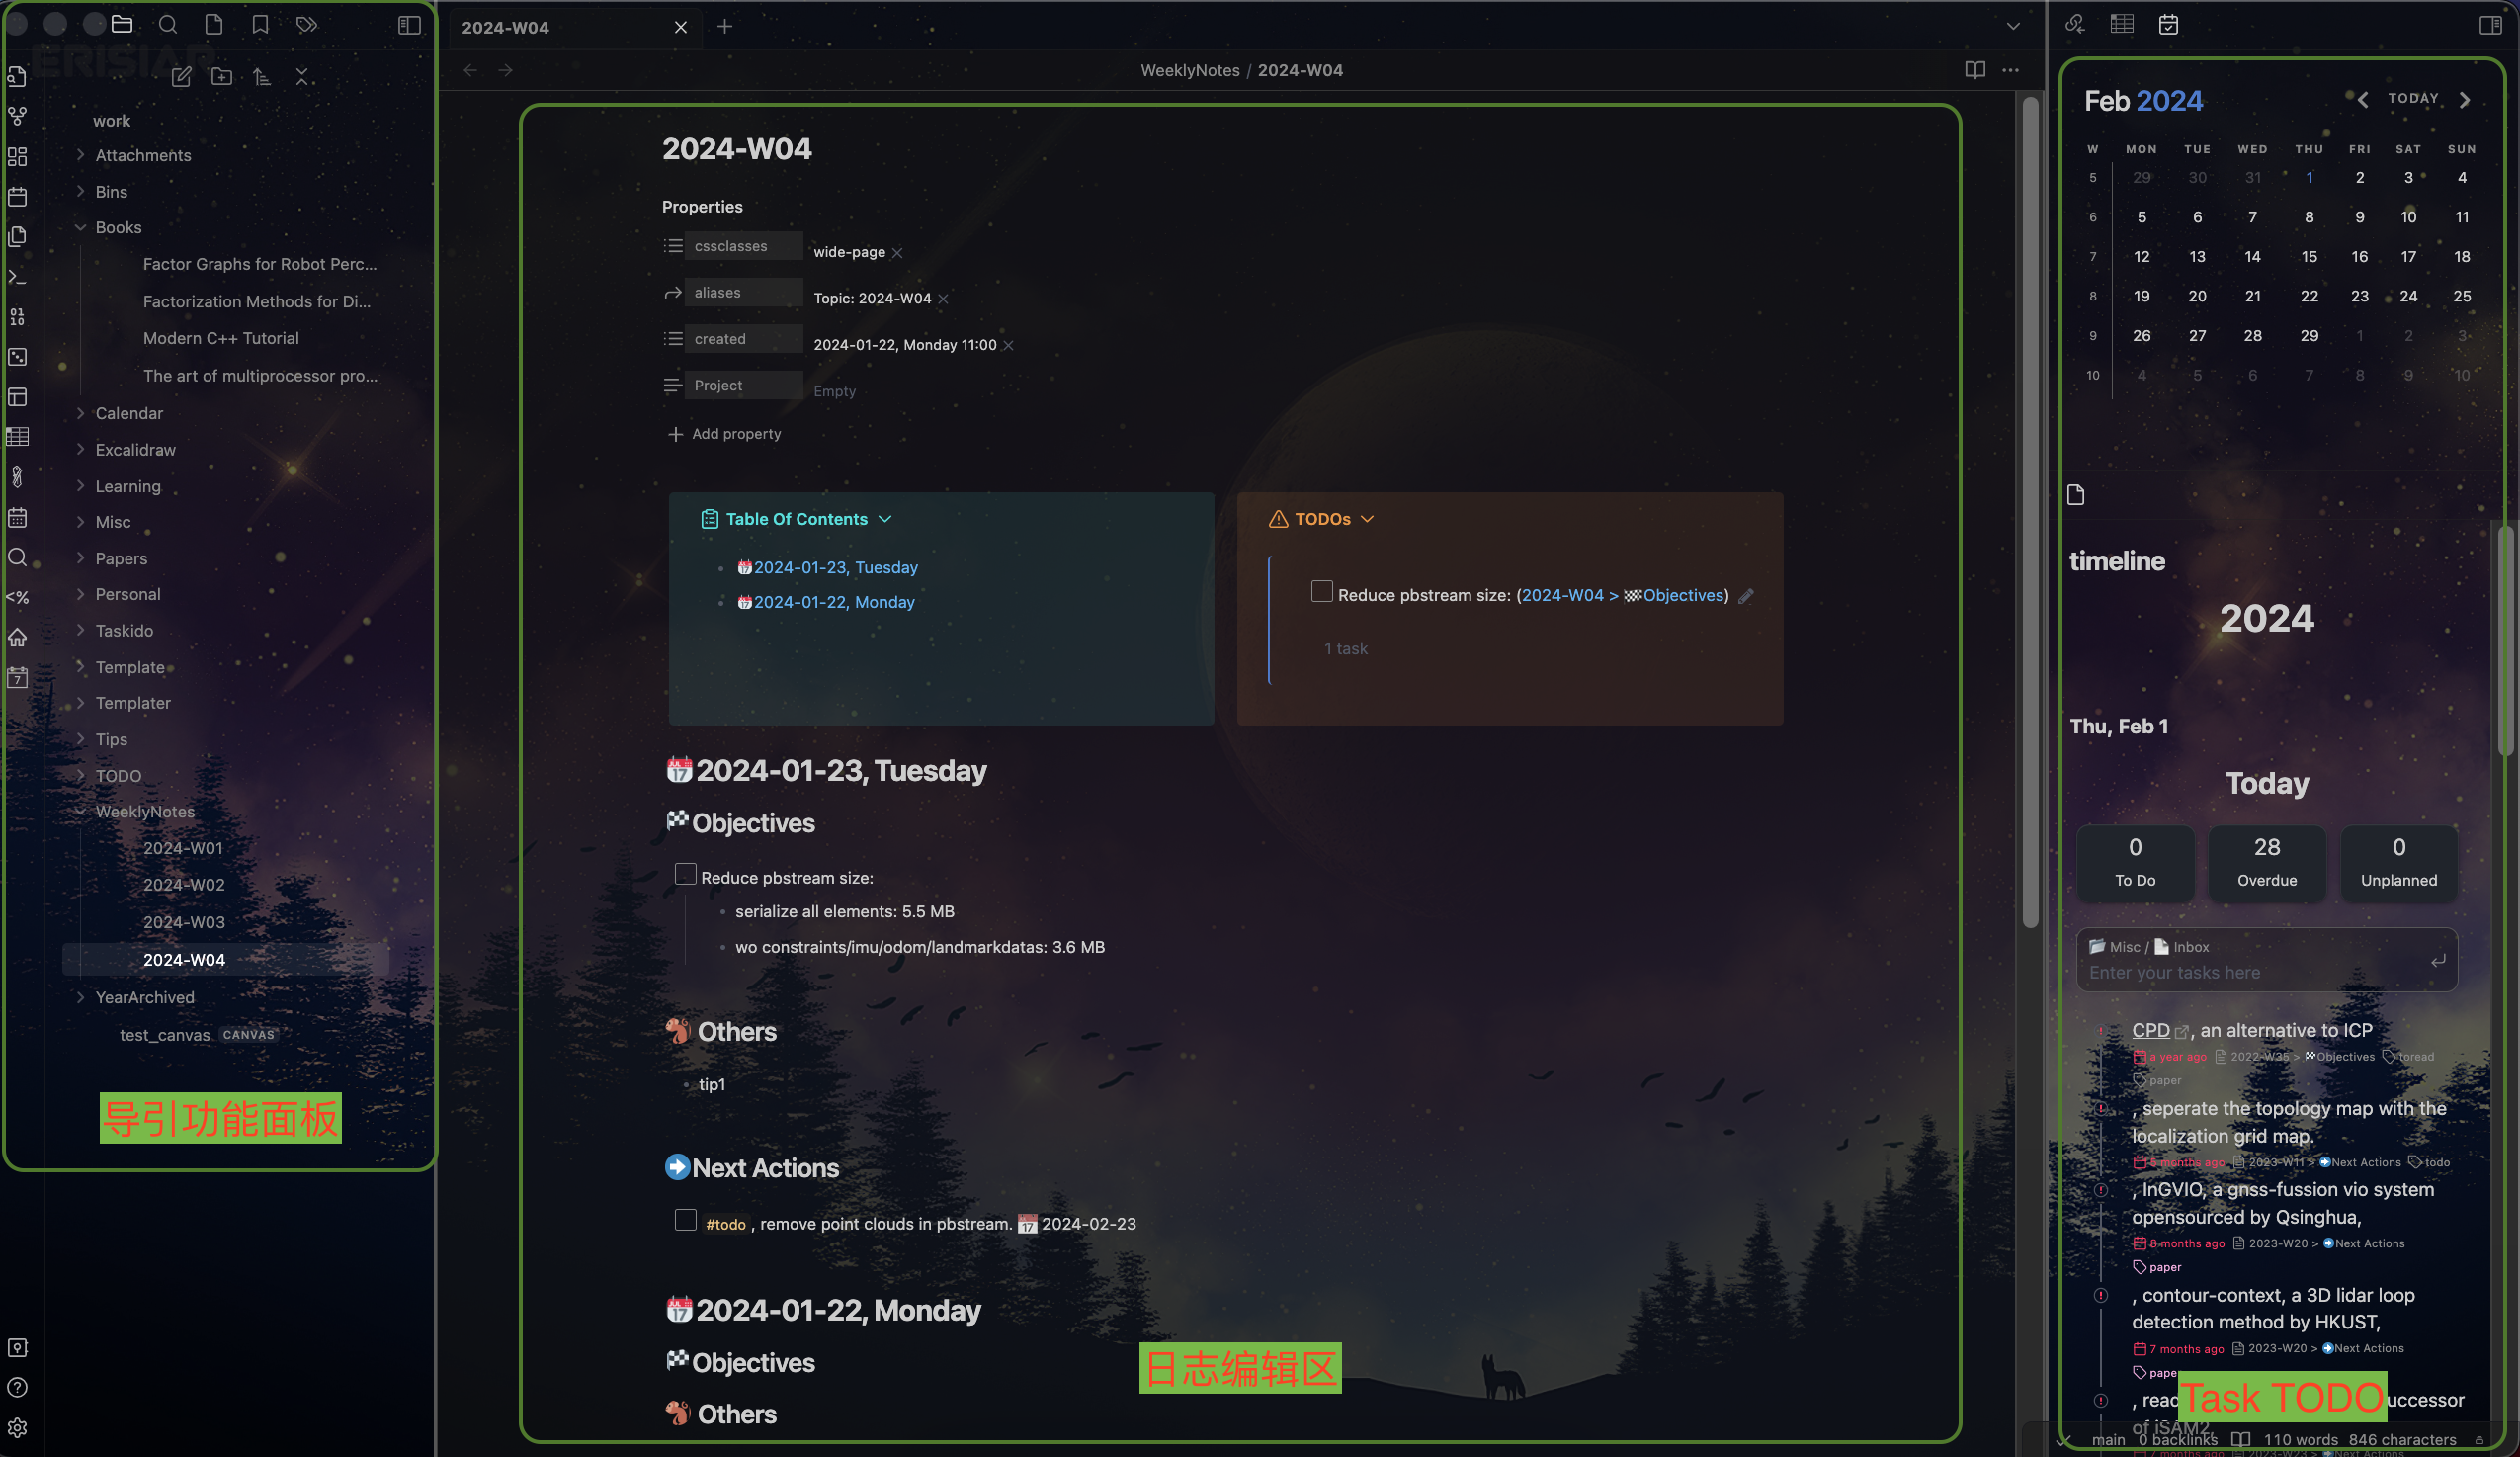 ERISIAR
work
Attachments
Bins
Books
Factor Graphs for Robot Perc...
Factorization Methods for Di...
Modern C++ Tutorial
The art of multiprocessor pro...
Calendar
Excalidraw
Learning
Misc
Papers
Personal
Taskido
Template
Templater
Tips
TODO
WeeklyNotes
2024-W01
2024-W02
2024-W03
2024-W04
YearArchived
test_canvas CANVAS
导引功能面板
2024-W04
WeeklyNotes / 2024-W04
2024-W04
Properties
cssclasses wide-page
aliases Topic: 2024-W04
created 2024-01-22, Monday 11:00
Project Empty
Add property
Table Of Contents
2024-01-23, Tuesday
2024-01-22, Monday
TODOs
Reduce pbstream size: (2024-W04 > Objectives)
1 task
2024-01-23, Tuesday
Objectives
Reduce pbstream size:
serialize all elements: 5.5 MB
wo constraints/imu/odom/landmarkdatas: 3.6 MB
Others
tip1
Next Actions
#todo , remove point clouds in pbstream. 2024-02-23
2024-01-22, Monday
Objectives
Others
日志编辑区
Feb 2024 TODAY
W MON TUE WED THU FRI SAT SUN
5 29 30 31 1 2 3 4
6 5 6 7 8 9 10 11
7 12 13 14 15 16 17 18
8 19 20 21 22 23 24 25
9 26 27 28 29 1 2 3
10 4 5 6 7 8 9 10
timeline
2024
Thu, Feb 1
Today
0 28 0
To Do Overdue Unplanned
Misc / Inbox
Enter your tasks here
CPD , an alternative to ICP
a year ago 2022-W35 > Objectives toread
paper
, seperate the topology map with the
localization grid map.
months ago 2023-W11 > Next Actions todo
, InGVIO, a gnss-fussion vio system
opensourced by Qsinghua,
8 months ago 2023-W20 > Next Actions
paper
, contour-context, a 3D lidar loop
detection method by HKUST,
7 months ago 2023-W20 > Next Actions
pape
, read uccessor
Task TODO
of iSAM2,
main 0 backlinks 110 words 846 characters
7 months ago 2023-W23 > Next Actions